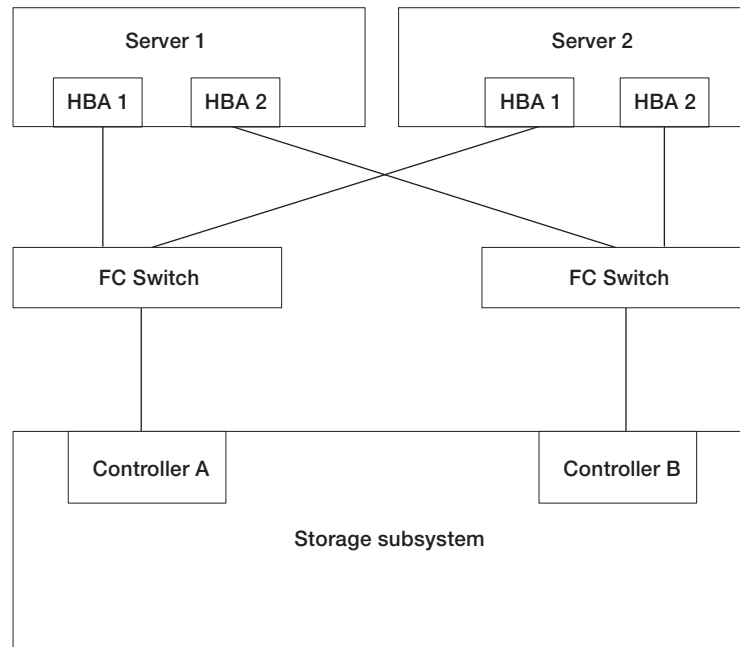 Server 1
Server 2
HBA 1
HBA 2
HBA 1
HBA 2
FC Switch
FC Switch
Controller A
Controller B
Storage subsystem